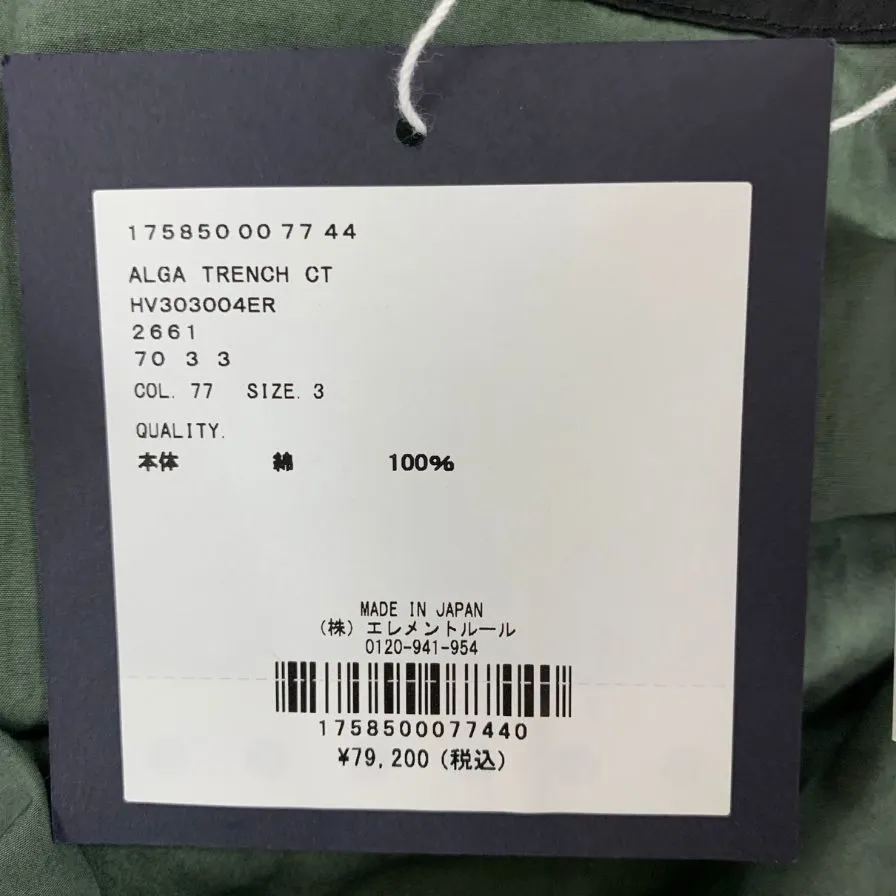 175850 00 77 44
ALGA TRENCH CT
HV303004ER
2661
70 3 3
COL. 77 SIZE. 3
QUALITY.
本体 綿 100%
MADE IN JAPAN
(株) エレメントルール
0120-941-954
1758500077440
¥79,200 (税込)